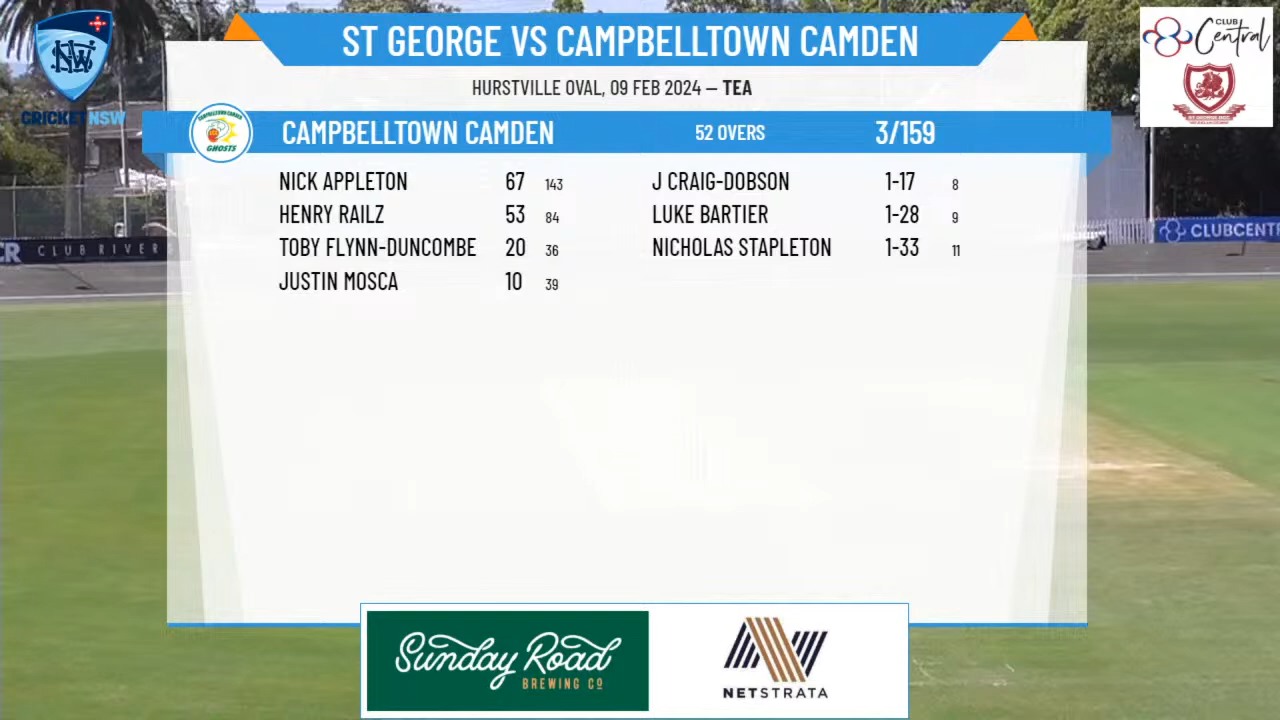 ST GEORGE VS CAMPBELLTOWN CAMDEN
HURSTVILLE OVAL, 09 FEB 2024 – TEA
CRICKET NSW
CLUB Central
CAMPBELLTOWN CAMDEN 52 OVERS 3/159
GHOSTS
NICK APPLETON 67 143 J CRAIG-DOBSON 1-17 8
HENRY RAILZ 53 84 LUKE BARTIER 1-28 9
TOBY FLYNN-DUNCOMBE 20 36 NICHOLAS STAPLETON 1-33 11
JUSTIN MOSCA 10 39
CR CLUB RIVER
CLUBCENT
Sunday Road
BREWING CO
NETSTRATA